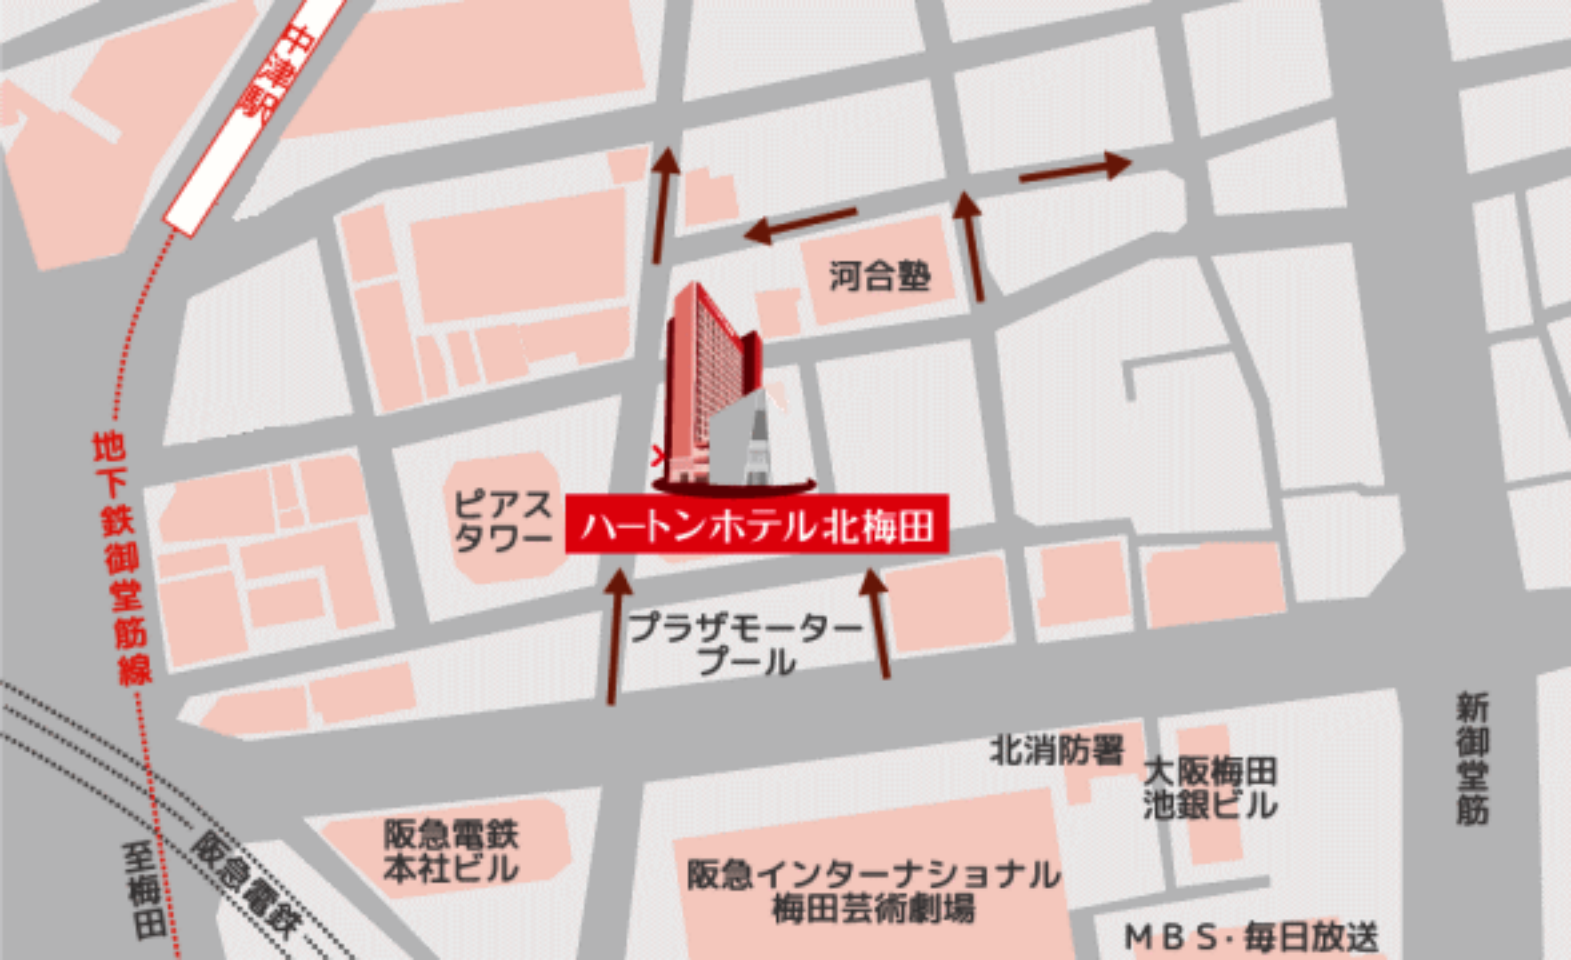 中津駅
河合塾
地下鉄御堂筋線
ピアス
タワー
ハートンホテル北梅田
プラザモーター
プール
新御堂筋
北消防署
大阪梅田
池銀ビル
阪急電鉄
本社ビル
至梅田
阪急電鉄
阪急インターナショナル
梅田芸術劇場
MBS・毎日放送